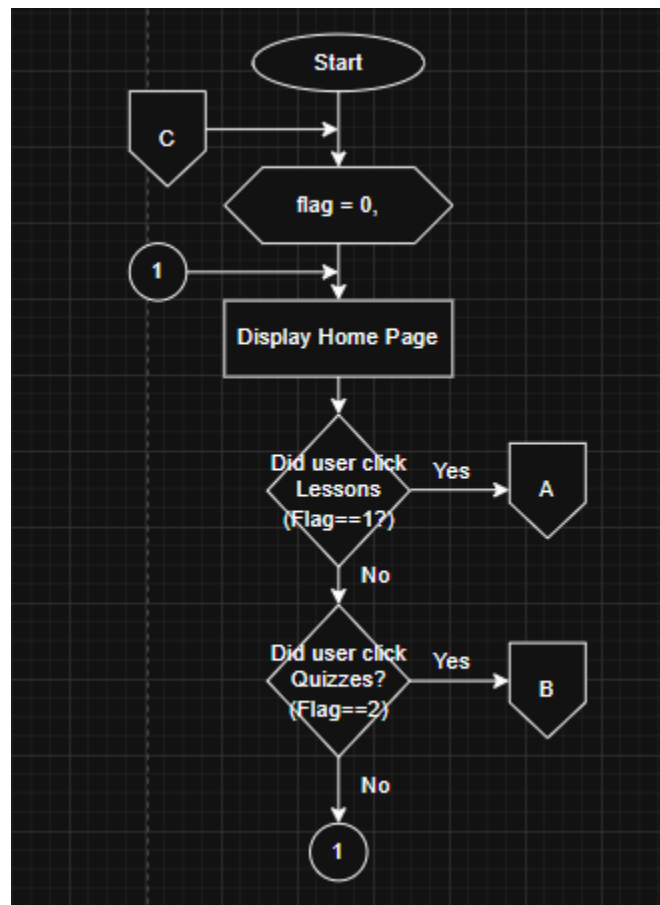 Start
C
flag = 0,
1
Display Home Page
Did user click
Lessons
(Flag==1?)
Yes
A
No
Did user click
Quizzes?
(Flag==2)
Yes
B
No
1